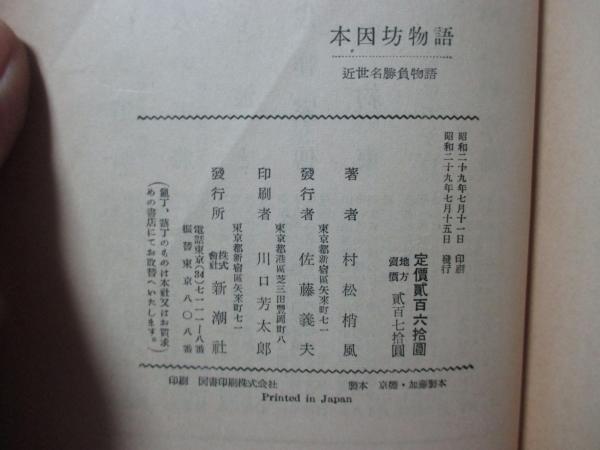 本因坊物語
近世名勝負物語
昭和二十九年七月十一日 印刷
昭和二十九年七月十五日 發行
定價貳百六拾圓
地方賣價 貳百七拾圓
著者 村松梢風
東京都新宿區矢來町七一
發行者 佐藤義夫
東京都港區芝三田豐岡町八
印刷者 川口芳太郎
東京都新宿區矢來町七一
發行所 株式會社 新潮社
電話東京(34)七一一一—八番
振替東京八〇八番
(亂丁、落丁のものは本社又はお買求
めの書店にてお取替へいたします。)
印刷 図書印刷株式会社 製本 京橋・加藤製本
Printed in Japan